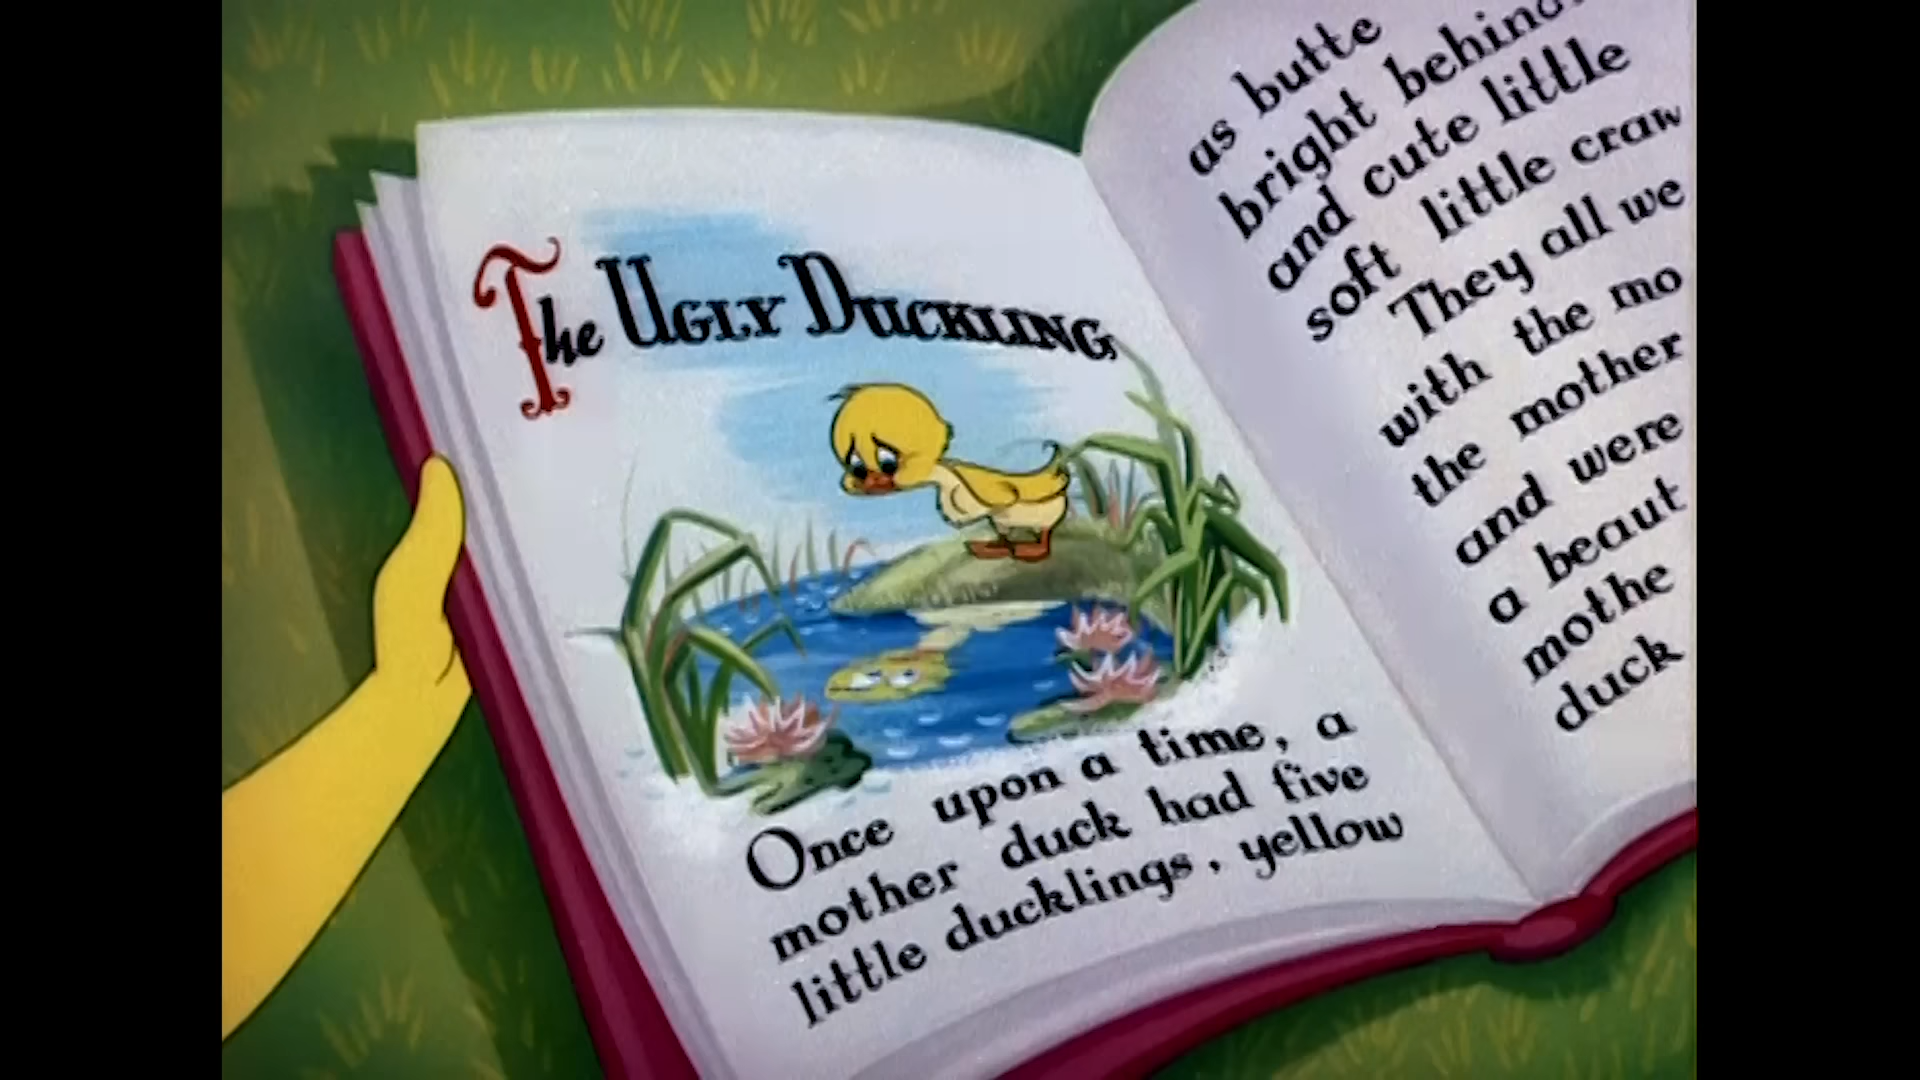 The Ugly Duckling
Once upon a time, a
mother duck had five
little ducklings, yellow
as butte
bright behind
and cute little
soft little craw
They all we
with the mo
the mother
and were
a beaut
mothe
duck